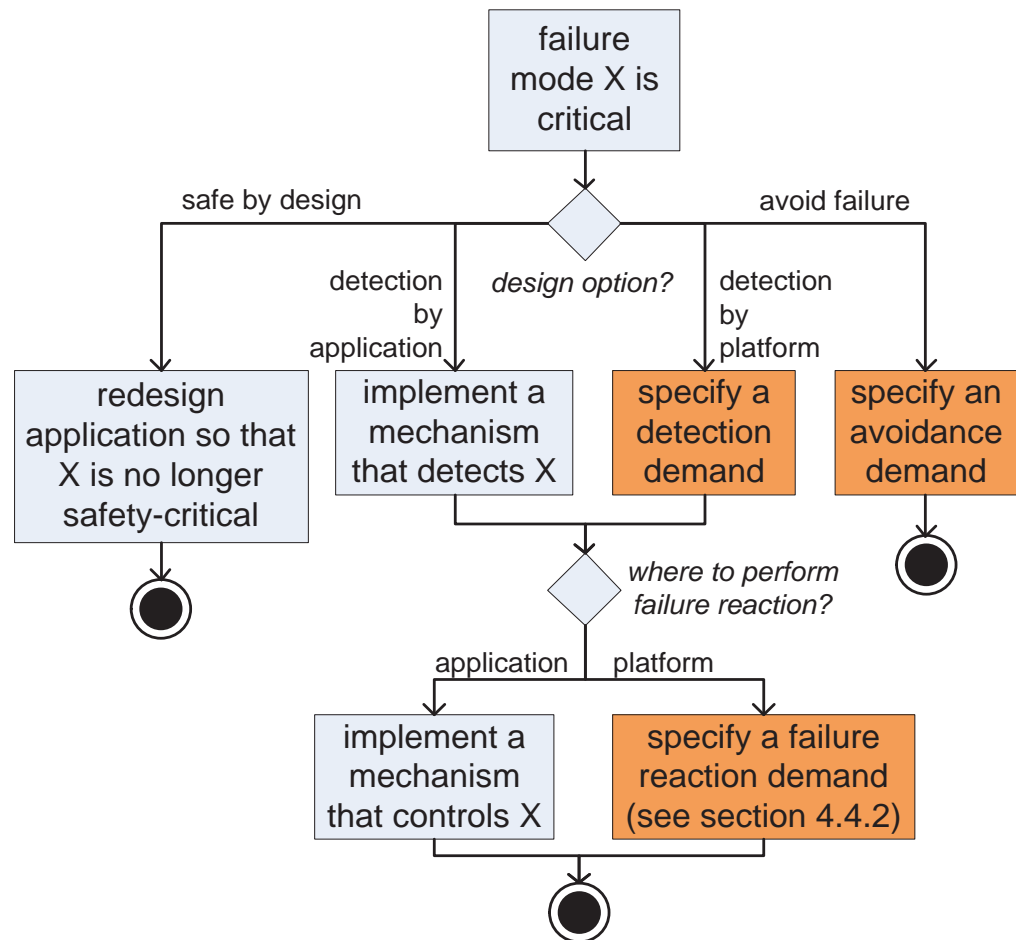 failure
mode X is
critical
safe by design
avoid failure
design option?
detection
by
application
detection
by
platform
redesign
application so that
X is no longer
safety-critical
implement a
mechanism
that detects X
specify a
detection
demand
specify an
avoidance
demand
where to perform
failure reaction?
application
platform
implement a
mechanism
that controls X
specify a failure
reaction demand
(see section 4.4.2)